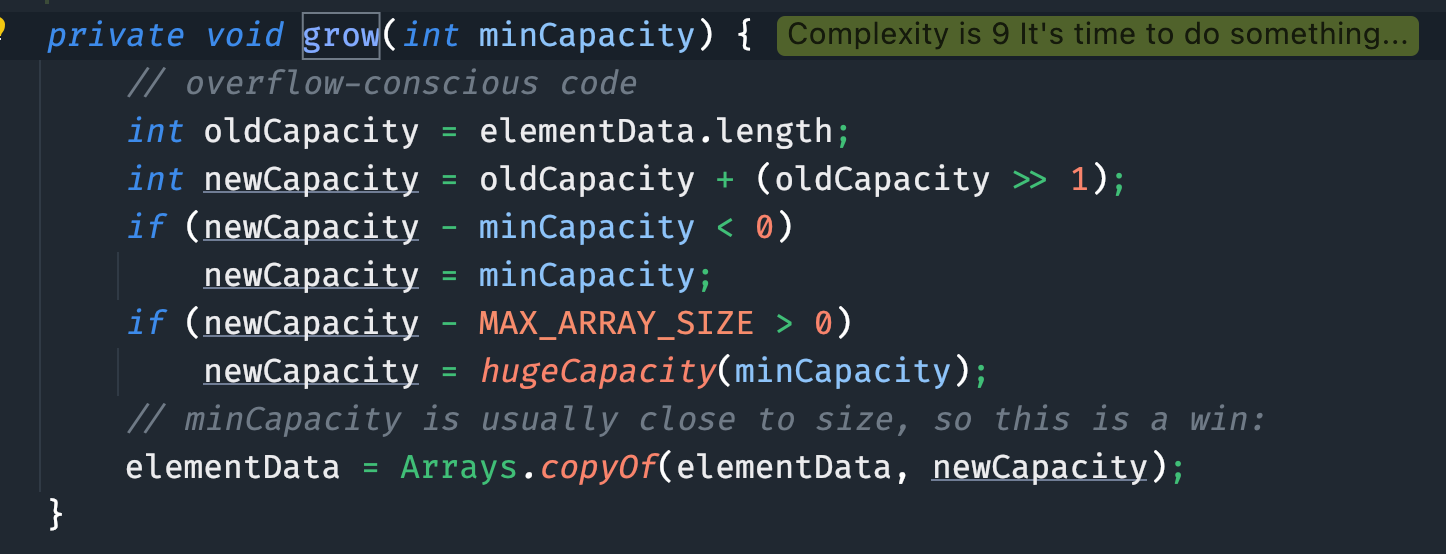 private void grow(int minCapacity) { Complexity is 9 It's time to do something...
// overflow-conscious code
int oldCapacity = elementData.length;
int newCapacity = oldCapacity + (oldCapacity >> 1);
if (newCapacity - minCapacity < 0)
newCapacity = minCapacity;
if (newCapacity - MAX_ARRAY_SIZE > 0)
newCapacity = hugeCapacity(minCapacity);
// minCapacity is usually close to size, so this is a win:
elementData = Arrays.copyOf(elementData, newCapacity);
}